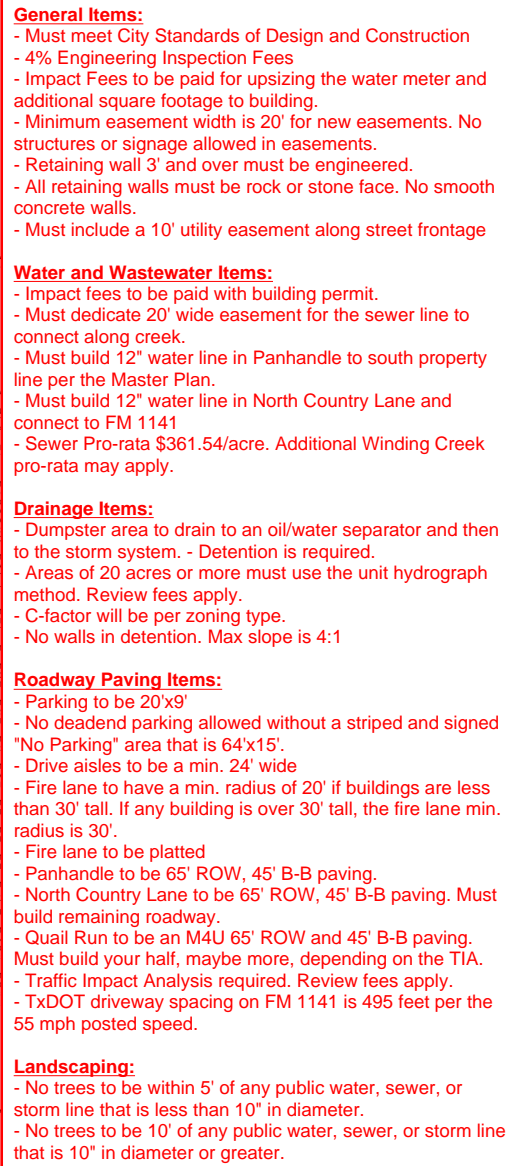 General Items:
- Must meet City Standards of Design and Construction
- 4% Engineering Inspection Fees
- Impact Fees to be paid for upsizing the water meter and
additional square footage to building.
- Minimum easement width is 20' for new easements. No
structures or signage allowed in easements.
- Retaining wall 3' and over must be engineered.
- All retaining walls must be rock or stone face. No smooth
concrete walls.
- Must include a 10' utility easement along street frontage
Water and Wastewater Items:
- Impact fees to be paid with building permit.
- Must dedicate 20' wide easement for the sewer line to
connect along creek.
- Must build 12" water line in Panhandle to south property
line per the Master Plan.
- Must build 12" water line in North Country Lane and
connect to FM 1141
- Sewer Pro-rata $361.54/acre. Additional Winding Creek
pro-rata may apply.
Drainage Items:
- Dumpster area to drain to an oil/water separator and then
to the storm system. - Detention is required.
- Areas of 20 acres or more must use the unit hydrograph
method. Review fees apply.
- C-factor will be per zoning type.
- No walls in detention. Max slope is 4:1
Roadway Paving Items:
- Parking to be 20'x9'
- No deadend parking allowed without a striped and signed
"No Parking" area that is 64'x15'.
- Drive aisles to be a min. 24' wide
- Fire lane to have a min. radius of 20' if buildings are less
than 30' tall. If any building is over 30' tall, the fire lane min.
radius is 30'.
- Fire lane to be platted
- Panhandle to be 65' ROW, 45' B-B paving.
- North Country Lane to be 65' ROW, 45' B-B paving. Must
build remaining roadway.
- Quail Run to be an M4U 65' ROW and 45' B-B paving.
Must build your half, maybe more, depending on the TIA.
- Traffic Impact Analysis required. Review fees apply.
- TxDOT driveway spacing on FM 1141 is 495 feet per the
55 mph posted speed.
Landscaping:
- No trees to be within 5' of any public water, sewer, or
storm line that is less than 10" in diameter.
- No trees to be 10' of any public water, sewer, or storm line
that is 10" in diameter or greater.